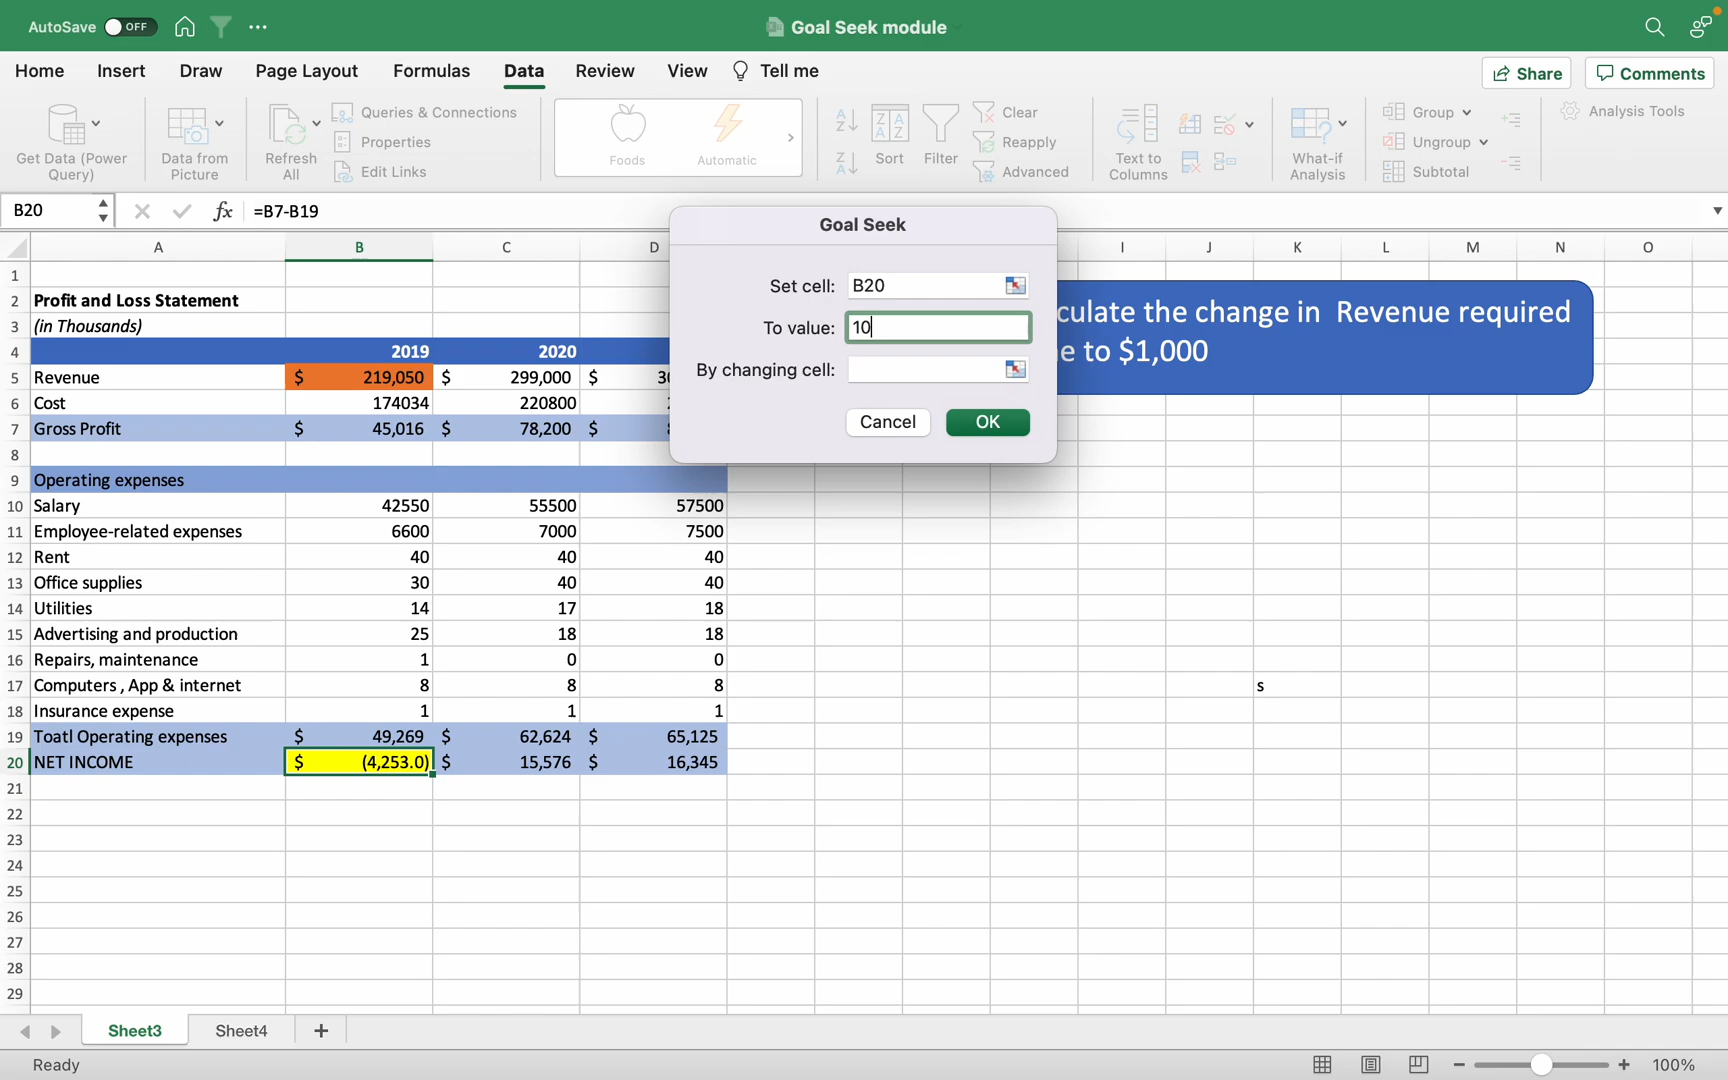 AutoSave OFF
Goal Seek module
Home Insert Draw Page Layout Formulas Data Review View Tell me
Share Comments
Get Data (Power Query)
Data from Picture
Refresh All
Queries & Connections
Properties
Edit Links
Foods Automatic
Sort Filter
Clear
Reapply
Advanced
Text to Columns
What-if Analysis
Group
Ungroup
Subtotal
Analysis Tools
B20 fx =B7-B19
Goal Seek
Set cell: B20
To value: 10
By changing cell:
Cancel OK
culate the change in Revenue required
e to $1,000
A B C D I J K L M N O
1
2 Profit and Loss Statement
3 (in Thousands)
4 2019 2020
5 Revenue $ 219,050 $ 299,000 $
6 Cost 174034 220800
7 Gross Profit $ 45,016 $ 78,200 $
8
9 Operating expenses
10 Salary 42550 55500 57500
11 Employee-related expenses 6600 7000 7500
12 Rent 40 40 40
13 Office supplies 30 40 40
14 Utilities 14 17 18
15 Advertising and production 25 18 18
16 Repairs, maintenance 1 0 0
17 Computers , App & internet 8 8 8 s
18 Insurance expense 1 1 1
19 Toatl Operating expenses $ 49,269 $ 62,624 $ 65,125
20 NET INCOME $ (4,253.0) $ 15,576 $ 16,345
21
22
23
24
25
26
27
28
29
Sheet3 Sheet4 +
Ready 100%